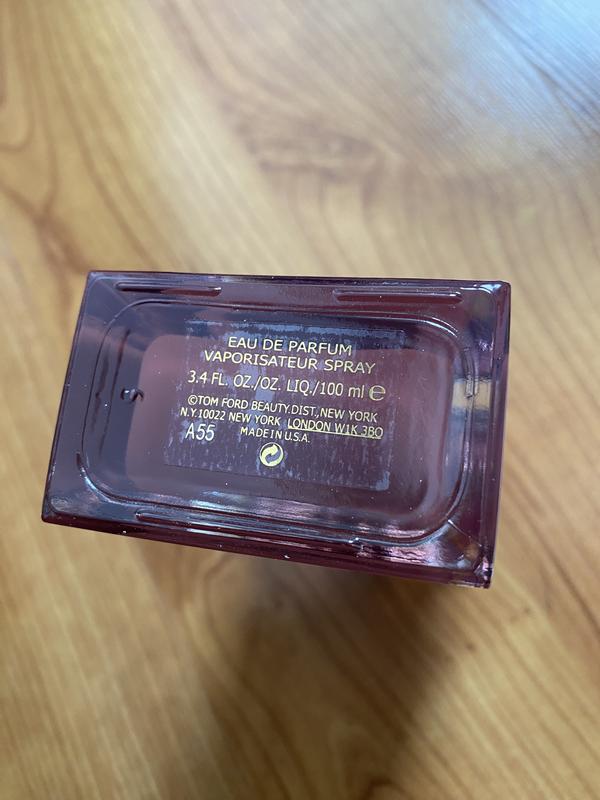 EAU DE PARFUM
VAPORISATEUR SPRAY
3.4 FL. OZ./OZ. LIQ./100 ml ℮
©TOM FORD BEAUTY.DIST.,NEW YORK
N.Y.10022 NEW YORK LONDON W1K 3BQ
A55 MADE IN U.S.A.